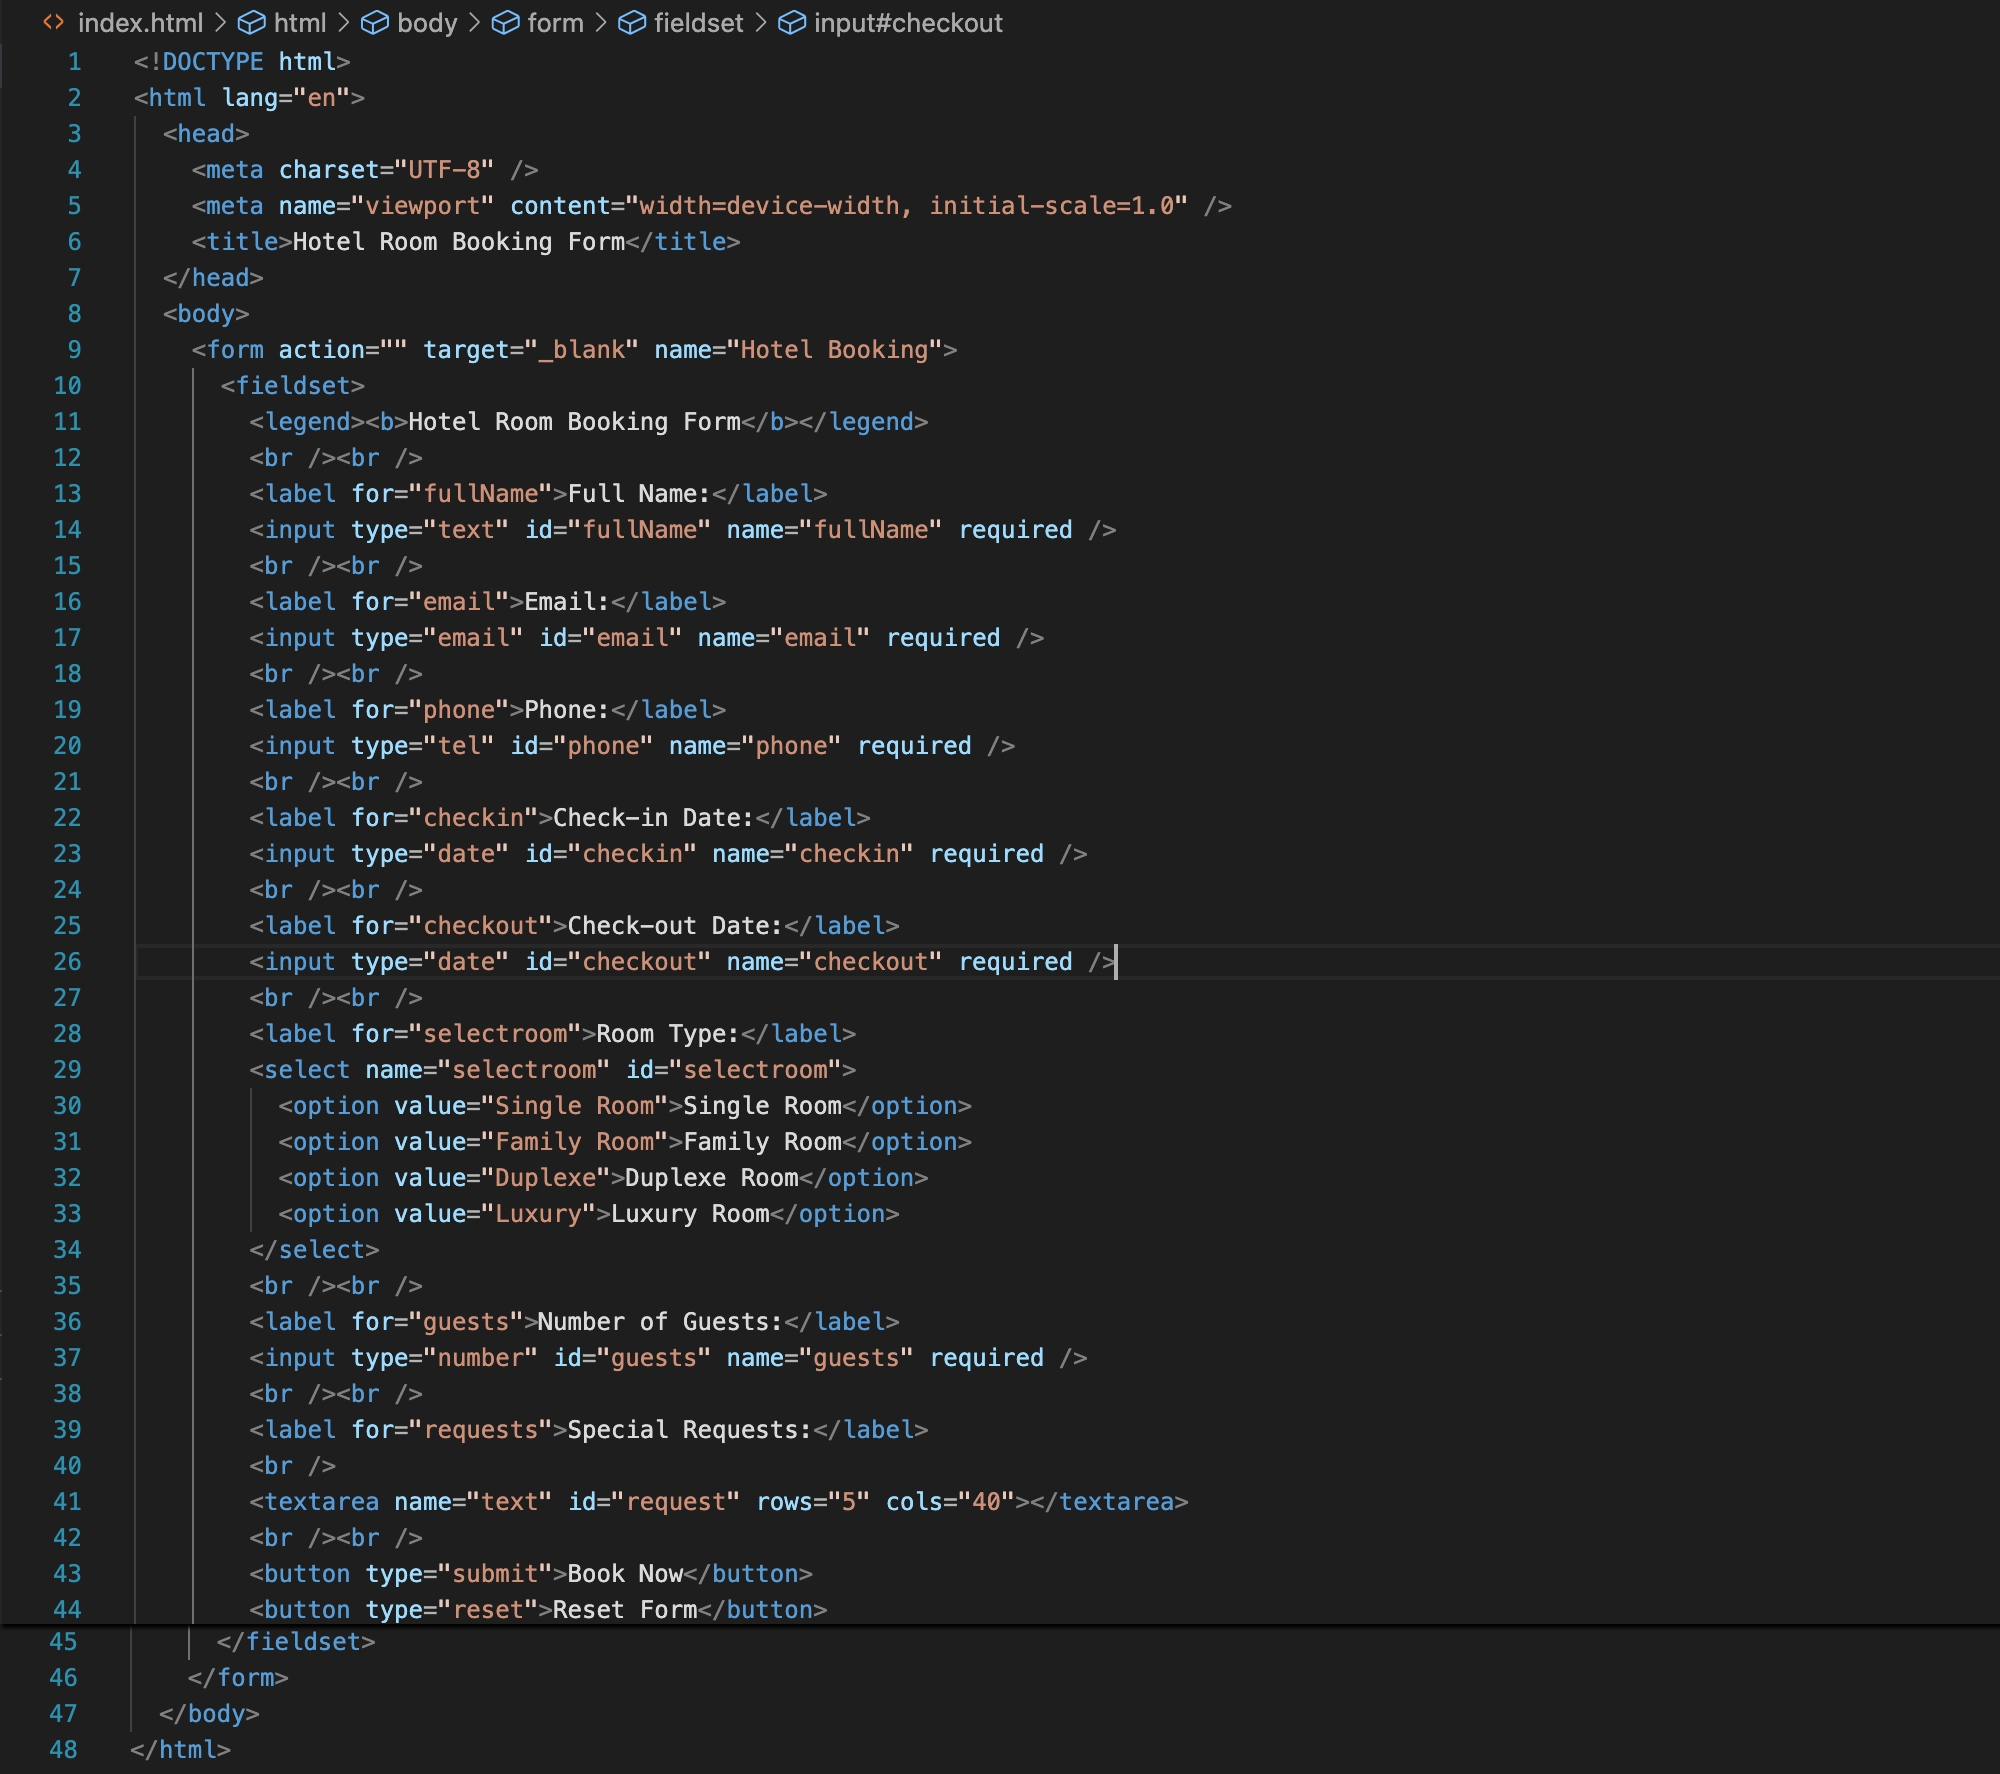 index.html > html > body > form > fieldset > input#checkout
1 <!DOCTYPE html>
2 <html lang="en">
3 <head>
4 <meta charset="UTF-8" />
5 <meta name="viewport" content="width=device-width, initial-scale=1.0" />
6 <title>Hotel Room Booking Form</title>
7 </head>
8 <body>
9 <form action="" target="_blank" name="Hotel Booking">
10 <fieldset>
11 <legend><b>Hotel Room Booking Form</b></legend>
12 <br /><br />
13 <label for="fullName">Full Name:</label>
14 <input type="text" id="fullName" name="fullName" required />
15 <br /><br />
16 <label for="email">Email:</label>
17 <input type="email" id="email" name="email" required />
18 <br /><br />
19 <label for="phone">Phone:</label>
20 <input type="tel" id="phone" name="phone" required />
21 <br /><br />
22 <label for="checkin">Check-in Date:</label>
23 <input type="date" id="checkin" name="checkin" required />
24 <br /><br />
25 <label for="checkout">Check-out Date:</label>
26 <input type="date" id="checkout" name="checkout" required />
27 <br /><br />
28 <label for="selectroom">Room Type:</label>
29 <select name="selectroom" id="selectroom">
30 <option value="Single Room">Single Room</option>
31 <option value="Family Room">Family Room</option>
32 <option value="Duplexe">Duplexe Room</option>
33 <option value="Luxury">Luxury Room</option>
34 </select>
35 <br /><br />
36 <label for="guests">Number of Guests:</label>
37 <input type="number" id="guests" name="guests" required />
38 <br /><br />
39 <label for="requests">Special Requests:</label>
40 <br />
41 <textarea name="text" id="request" rows="5" cols="40"></textarea>
42 <br /><br />
43 <button type="submit">Book Now</button>
44 <button type="reset">Reset Form</button>
45 </fieldset>
46 </form>
47 </body>
48 </html>